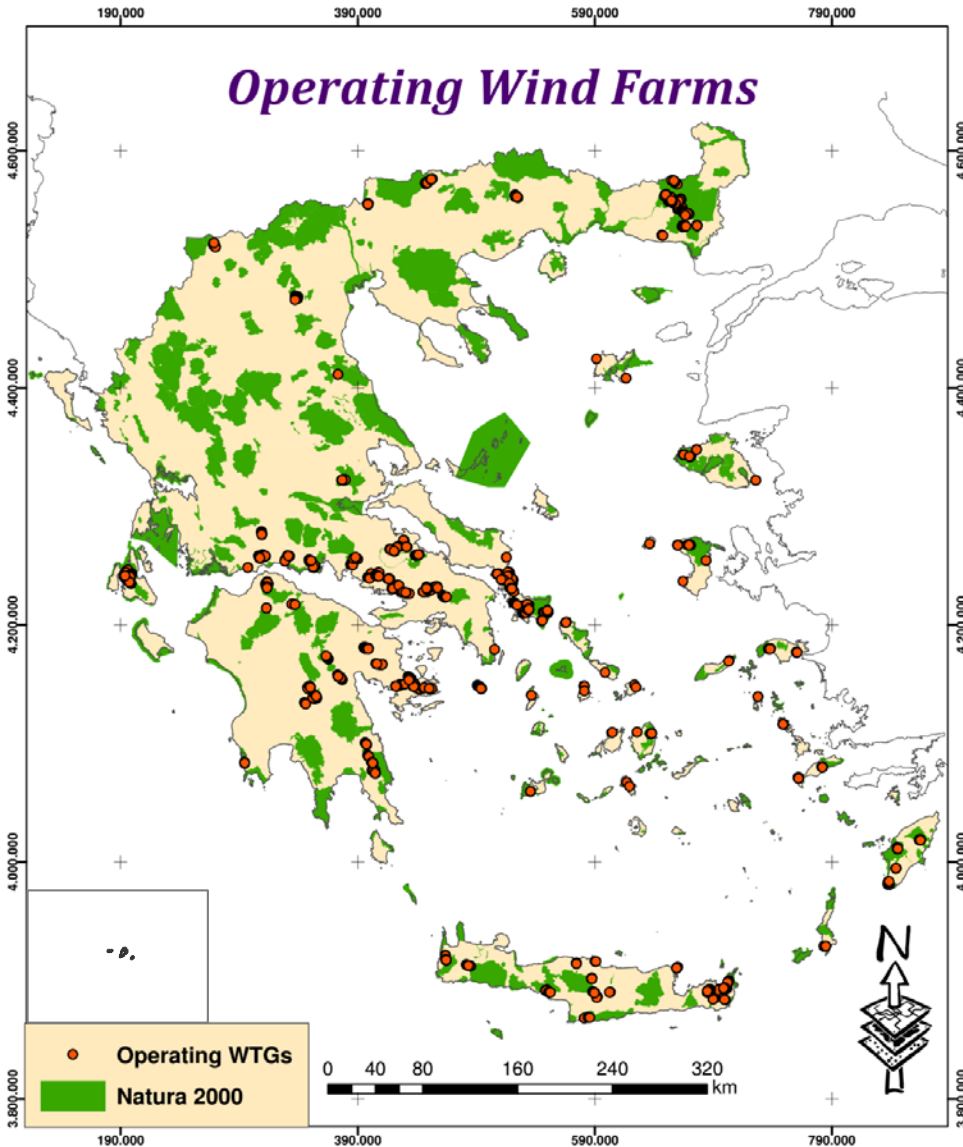 190,000 390,000 590,000 790,000
Operating Wind Farms
4.600.000 4.600.000
4.400.000 4.400.000
4.200.000 4.200.000
4.000.000 4.000.000
N
Operating WTGs
Natura 2000
0 40 80 160 240 320
km
3.800.000 3.800.000
190,000 390,000 590,000 790,000